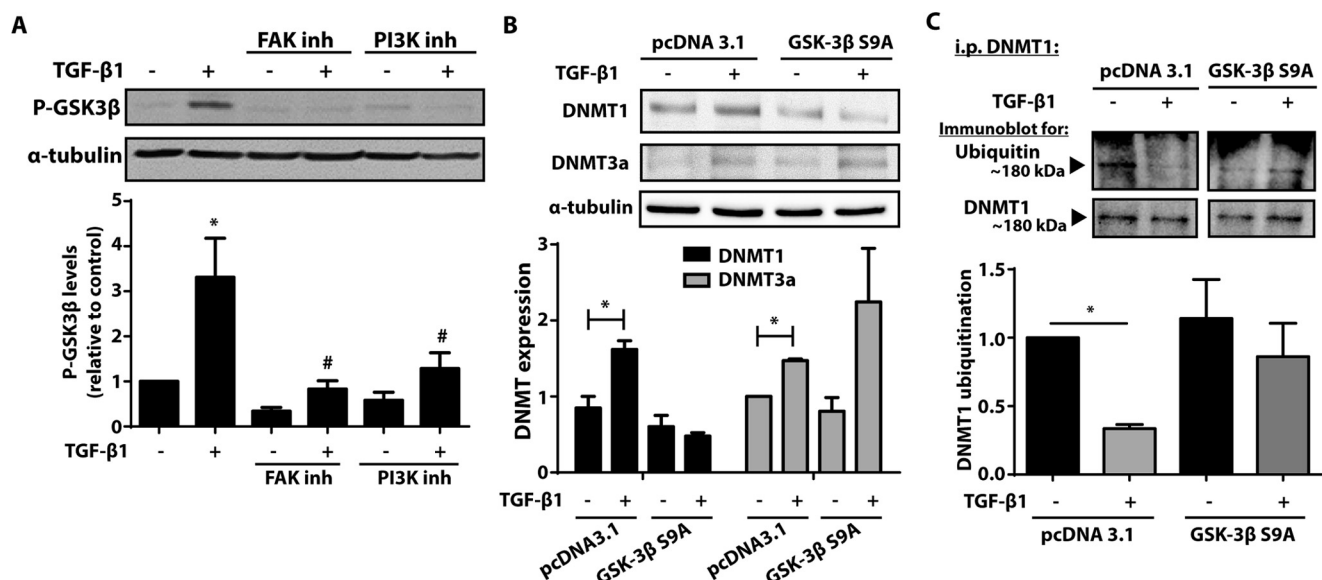 A
FAK inh PI3K inh
TGF-β1 - + - + - +
P-GSK3β
α-tubulin
P-GSK3β levels
(relative to control)
5
4
3
2
1
0
*
#
#
TGF-β1 - + - + - +
FAK inh PI3K inh
B
pcDNA 3.1 GSK-3β S9A
TGF-β1 - + - +
DNMT1
DNMT3a
α-tubulin
DNMT expression
3
2
1
0
DNMT1
DNMT3a
*
*
TGF-β1 - + - + - + - +
pcDNA3.1 GSK-3β S9A pcDNA3.1 GSK-3β S9A
C
i.p. DNMT1:
pcDNA 3.1 GSK-3β S9A
TGF-β1 - + - +
Immunoblot for:
Ubiquitin
~180 kDa
DNMT1
~180 kDa
DNMT1 ubiquitination
1.5
1.0
0.5
0.0
*
TGF-β1 - + - +
pcDNA 3.1 GSK-3β S9A